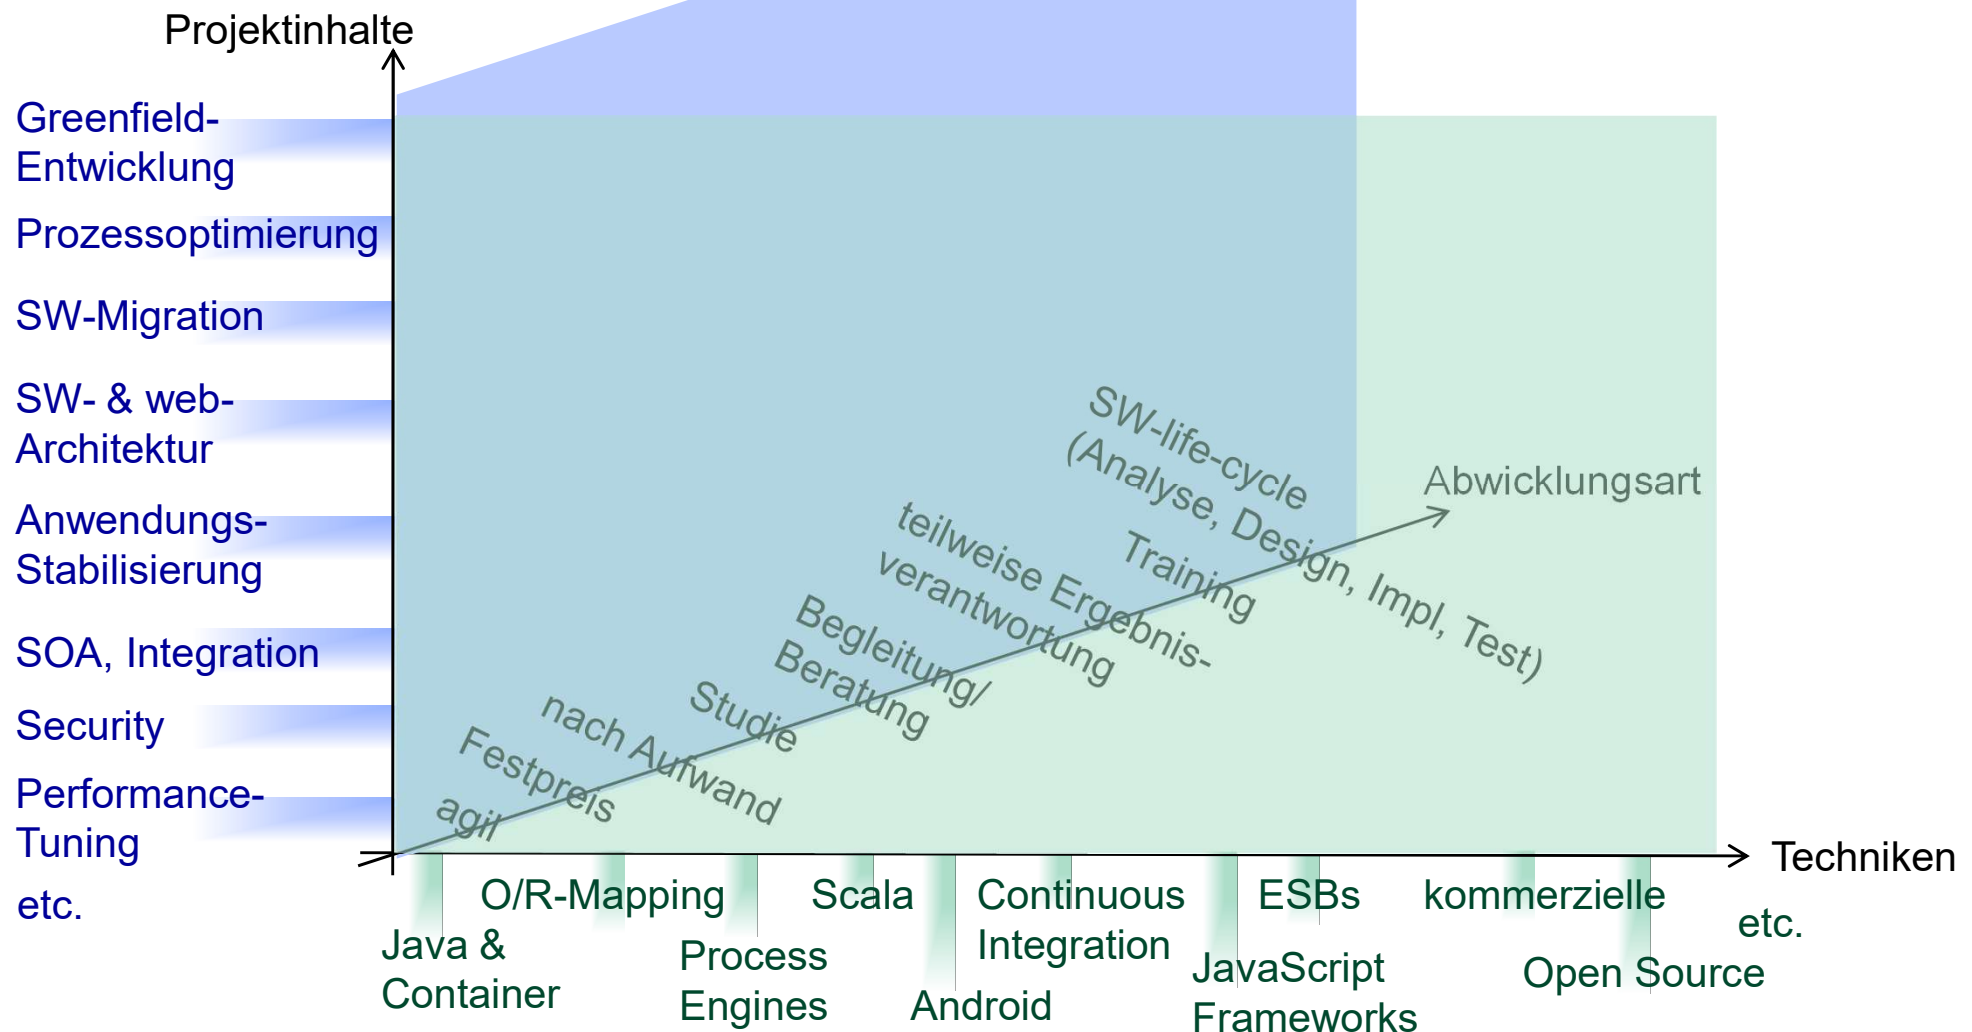 Projektinhalte
Greenfield-
Entwicklung
Prozessoptimierung
SW-Migration
SW- & web-
Architektur
Anwendungs-
Stabilisierung
SOA, Integration
Security
Performance-
Tuning
etc.
SW-life-cycle
(Analyse, Design, Impl, Test)
Abwicklungsart
Training
teilweise Ergebnis-
verantwortung
Begleitung/
Beratung
Studie
nach Aufwand
Festpreis
agil
Techniken
O/R-Mapping
Scala
Continuous
Integration
ESBs
kommerzielle
etc.
Java &
Container
Process
Engines
Android
JavaScript
Frameworks
Open Source